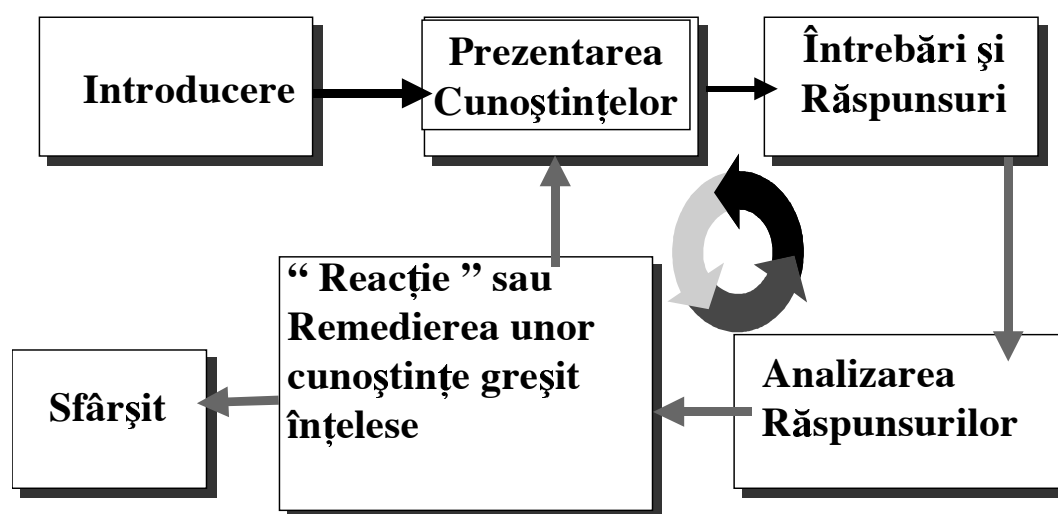 Introducere
Prezentarea
Cunoştinţelor
Întrebări şi
Răspunsuri
“ Reacţie ” sau
Remedierea unor
cunoştinţe greşit
înţelese
Analizarea
Răspunsurilor
Sfârşit